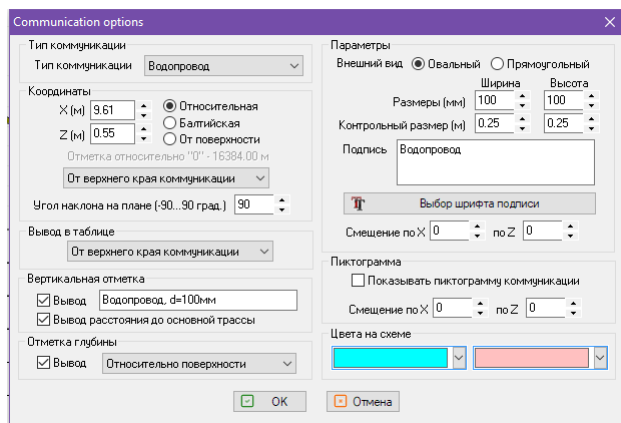 Communication options
Тип коммуникации
Тип коммуникации Водопровод
Координаты
X (м) 9.61
Z (м) 0.55
Относительная
Балтийская
От поверхности
Отметка относительно "0" - 16384.00 м
От верхнего края коммуникации
Угол наклона на плане (-90...90 град.) 90
Вывод в таблице
От верхнего края коммуникации
Вертикальная отметка
Вывод Водопровод, d=100мм
Вывод расстояния до основной трассы
Отметка глубины
Вывод Относительно поверхности
Параметры
Внешний вид Овальный Прямоугольный
Ширина Высота
Размеры (мм) 100 100
Контрольный размер (м) 0.25 0.25
Подпись Водопровод
Выбор шрифта подписи
Смещение по X 0 по Z 0
Пиктограмма
Показывать пиктограмму коммуникации
Смещение по X 0 по Z 0
Цвета на схеме
OK Отмена